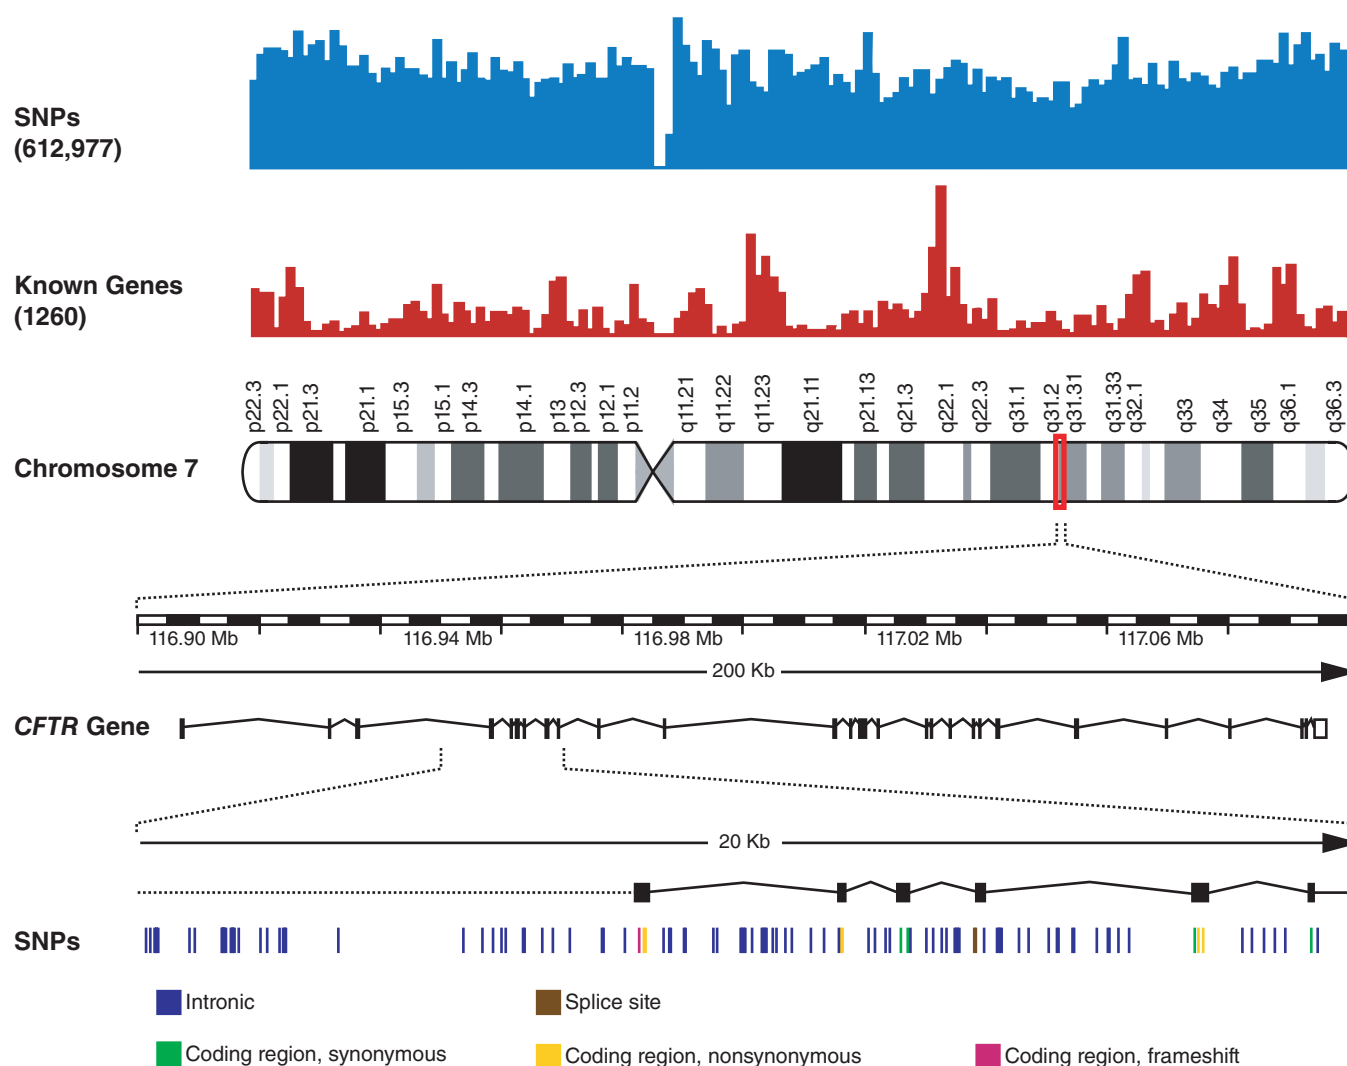 SNPs
(612,977)
Known Genes
(1260)
p22.3 p22.1 p21.3 p21.1 p15.3 p15.1 p14.3 p14.1 p13 p12.3 p12.1 p11.2 q11.21 q11.22 q11.23 q21.11 p21.13 q21.3 q22.1 q22.3 q31.1 q31.2 q31.31 q31.33 q32.1 q33 q34 q35 q36.1 q36.3
Chromosome 7
116.90 Mb 116.94 Mb 116.98 Mb 117.02 Mb 117.06 Mb
200 Kb
CFTR Gene
20 Kb
SNPs
Intronic Splice site
Coding region, synonymous Coding region, nonsynonymous Coding region, frameshift